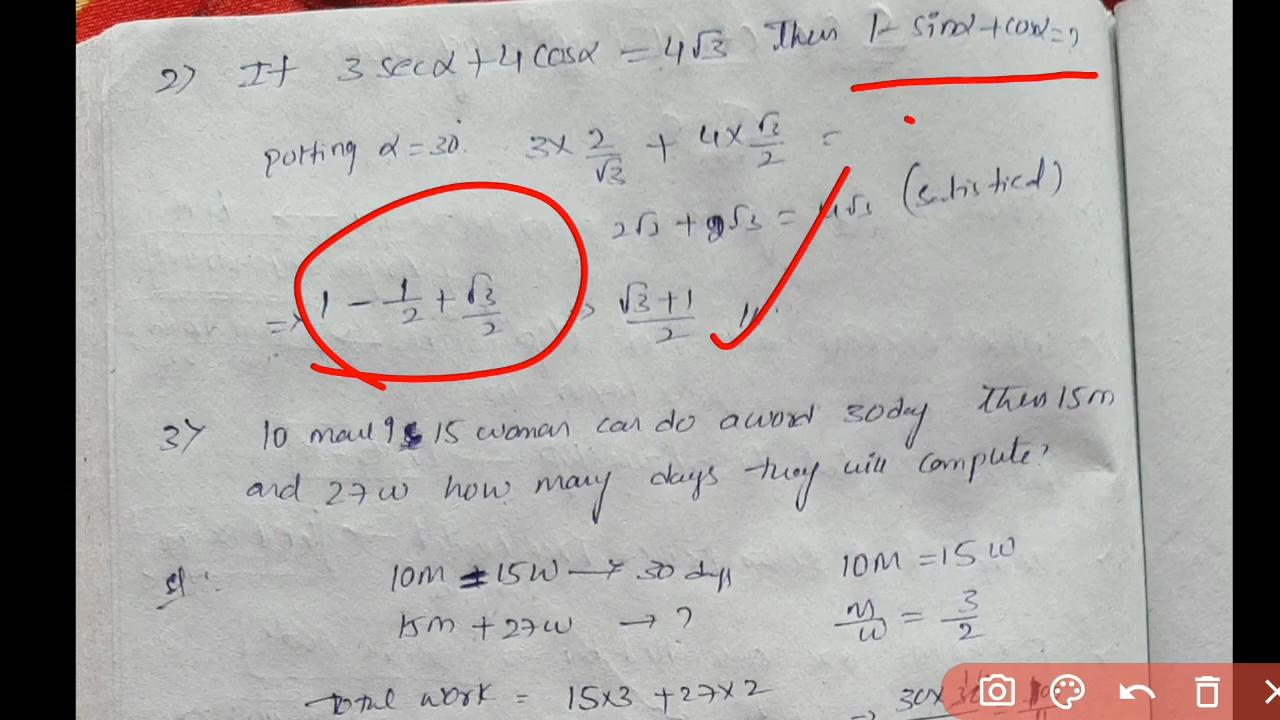 2) If 3 secα + 4 cosα = 4√3 Then 1- sinα + cosα = ?
putting α = 30. 3 × 2/√3 + 4 × √3/2 =
2√3 + 2√3 = 4√3 (satisticd)
=> 1 - 1/2 + √3/2 => √3+1/2
3) 10 man 15 woman can do a word 30 day Then 15 m
and 27 w how many days they will compute?
10M = 15W → 30 days 10M = 15W
15m + 27w → ? M/W = 3/2
total work = 15×3 + 27×2